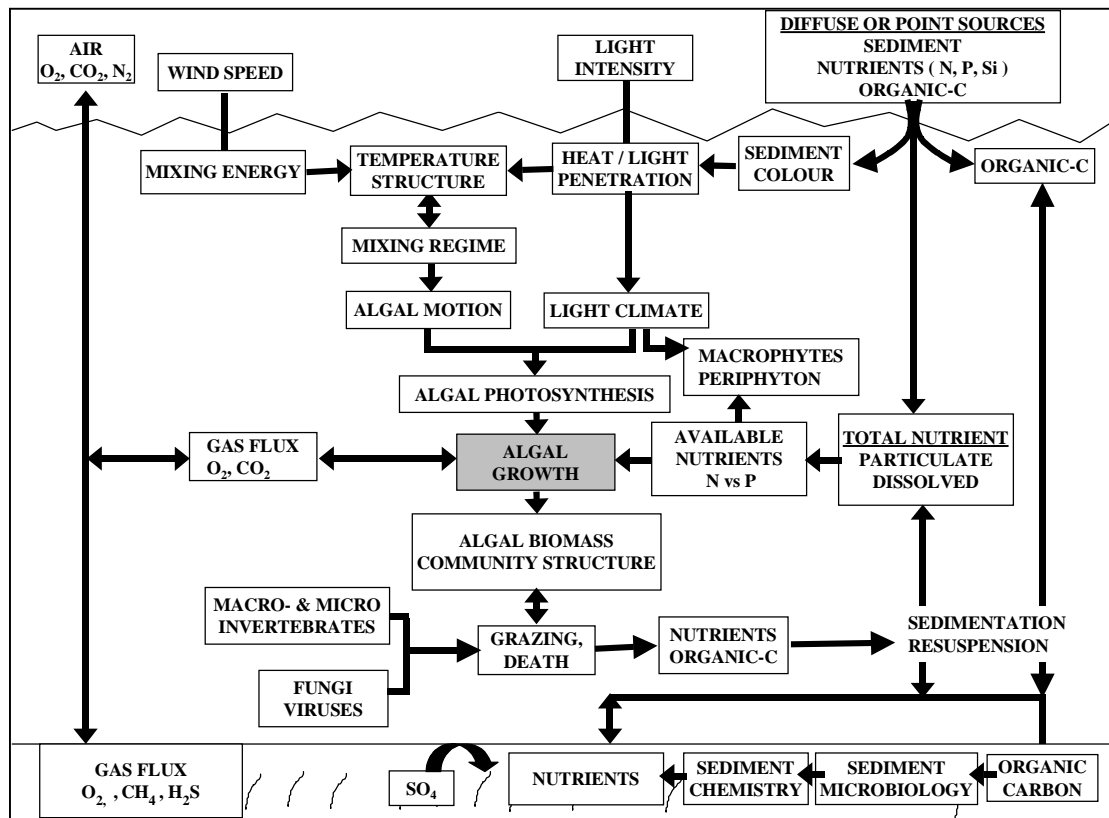 AIR
O₂, CO₂, N₂
WIND SPEED
LIGHT
INTENSITY
DIFFUSE OR POINT SOURCES
SEDIMENT
NUTRIENTS ( N, P, Si )
ORGANIC-C
MIXING ENERGY
TEMPERATURE
STRUCTURE
HEAT / LIGHT
PENETRATION
SEDIMENT
COLOUR
ORGANIC-C
MIXING REGIME
ALGAL MOTION
LIGHT CLIMATE
MACROPHYTES
PERIPHYTON
ALGAL PHOTOSYNTHESIS
GAS FLUX
O₂, CO₂
ALGAL
GROWTH
AVAILABLE
NUTRIENTS
N vs P
TOTAL NUTRIENT
PARTICULATE
DISSOLVED
ALGAL BIOMASS
COMMUNITY STRUCTURE
MACRO- & MICRO
INVERTEBRATES
GRAZING,
DEATH
NUTRIENTS
ORGANIC-C
SEDIMENTATION
RESUSPENSION
FUNGI
VIRUSES
GAS FLUX
O₂, , CH₄ , H₂S
SO₄
NUTRIENTS
SEDIMENT
CHEMISTRY
SEDIMENT
MICROBIOLOGY
ORGANIC
CARBON